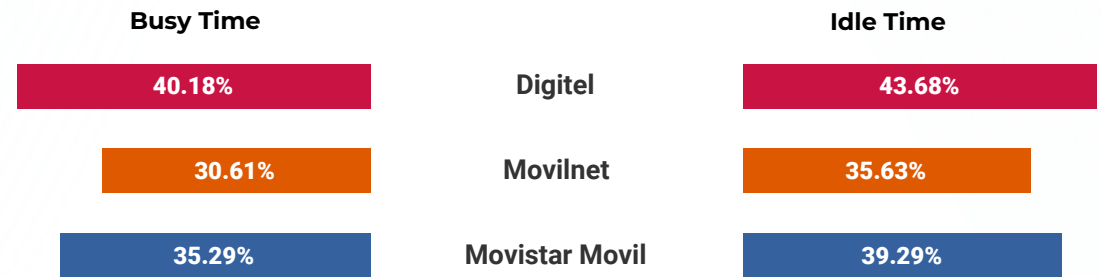 Busy Time
Idle Time
40.18%
Digitel
43.68%
30.61%
Movilnet
35.63%
35.29%
Movistar Movil
39.29%